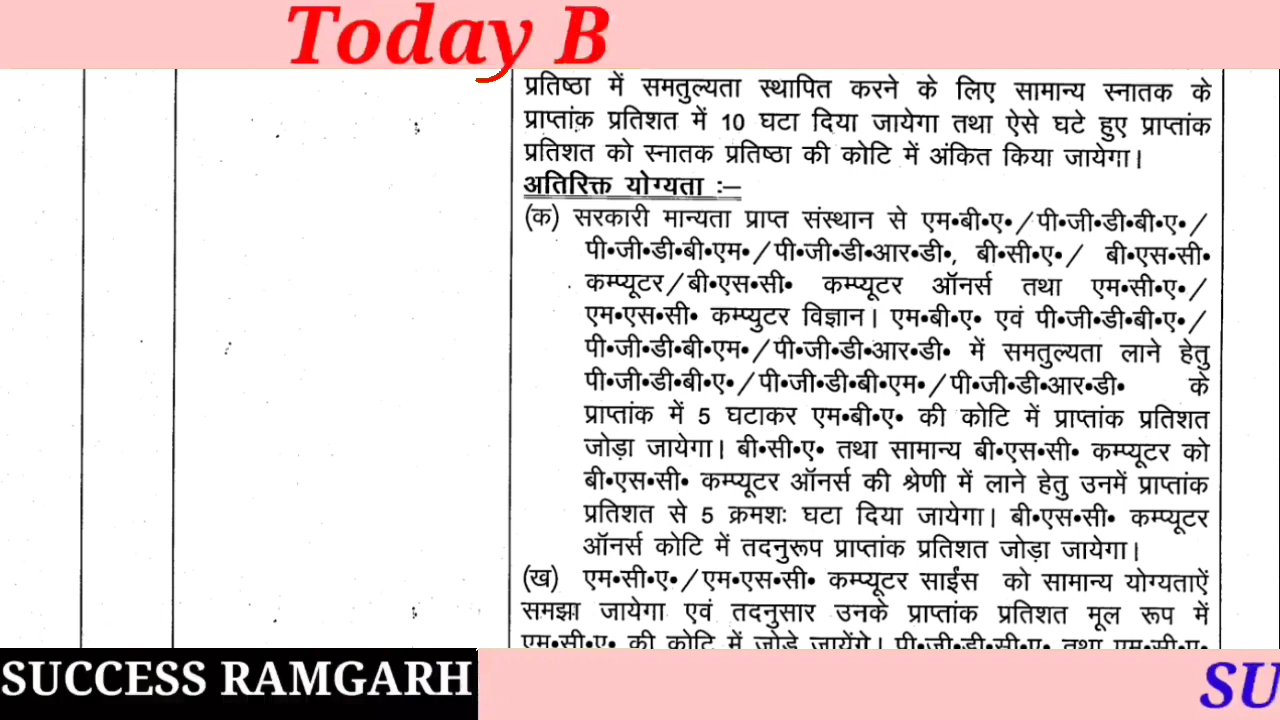 Today B
प्रतिष्ठा में समतुल्यता स्थापित करने के लिए सामान्य स्नातक के
प्राप्तांक प्रतिशत में 10 घटा दिया जायेगा तथा ऐसे घटे हुए प्राप्तांक
प्रतिशत को स्नातक प्रतिष्ठा की कोटि में अंकित किया जायेगा।
अतिरिक्त योग्यता :–
(क) सरकारी मान्यता प्राप्त संस्थान से एम•बी•ए•/पी•जी•डी•बी•ए•/
पी•जी•डी•बी•एम•/पी•जी•डी•आर•डी•, बी•सी•ए•/ बी•एस•सी•
कम्प्यूटर/बी•एस•सी• कम्प्यूटर ऑनर्स तथा एम•सी•ए•/
एम•एस•सी• कम्प्युटर विज्ञान। एम•बी•ए• एवं पी•जी•डी•बी•ए•/
पी•जी•डी•बी•एम•/पी•जी•डी•आर•डी• में समतुल्यता लाने हेतु
पी•जी•डी•बी•ए•/पी•जी•डी•बी•एम•/पी•जी•डी•आर•डी• के
प्राप्तांक में 5 घटाकर एम•बी•ए• की कोटि में प्राप्तांक प्रतिशत
जोड़ा जायेगा। बी•सी•ए• तथा सामान्य बी•एस•सी• कम्प्यूटर को
बी•एस•सी• कम्प्यूटर ऑनर्स की श्रेणी में लाने हेतु उनमें प्राप्तांक
प्रतिशत से 5 क्रमशः घटा दिया जायेगा। बी•एस•सी• कम्प्यूटर
ऑनर्स कोटि में तदनुरूप प्राप्तांक प्रतिशत जोड़ा जायेगा।
(ख) एम•सी•ए•/एम•एस•सी• कम्प्यूटर साईंस को सामान्य योग्यताऐं
समझा जायेगा एवं तदनुसार उनके प्राप्तांक प्रतिशत मूल रूप में
एम•सी•ए• की कोटि में जोड़े जायेंगे। पी•जी•डी•सी•ए• तथा एम•सी•ए•
SUCCESS RAMGARH
SU